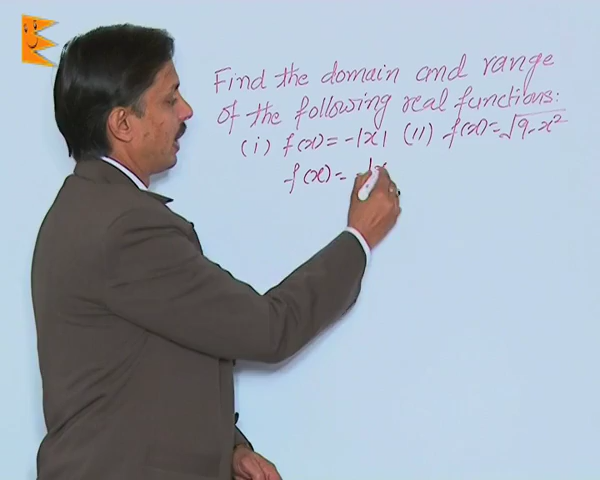 Find the domain and range
of the following real functions:
(i) f(x) = -|x| (ii) f(x) = √9-x²
f(x) = -|x